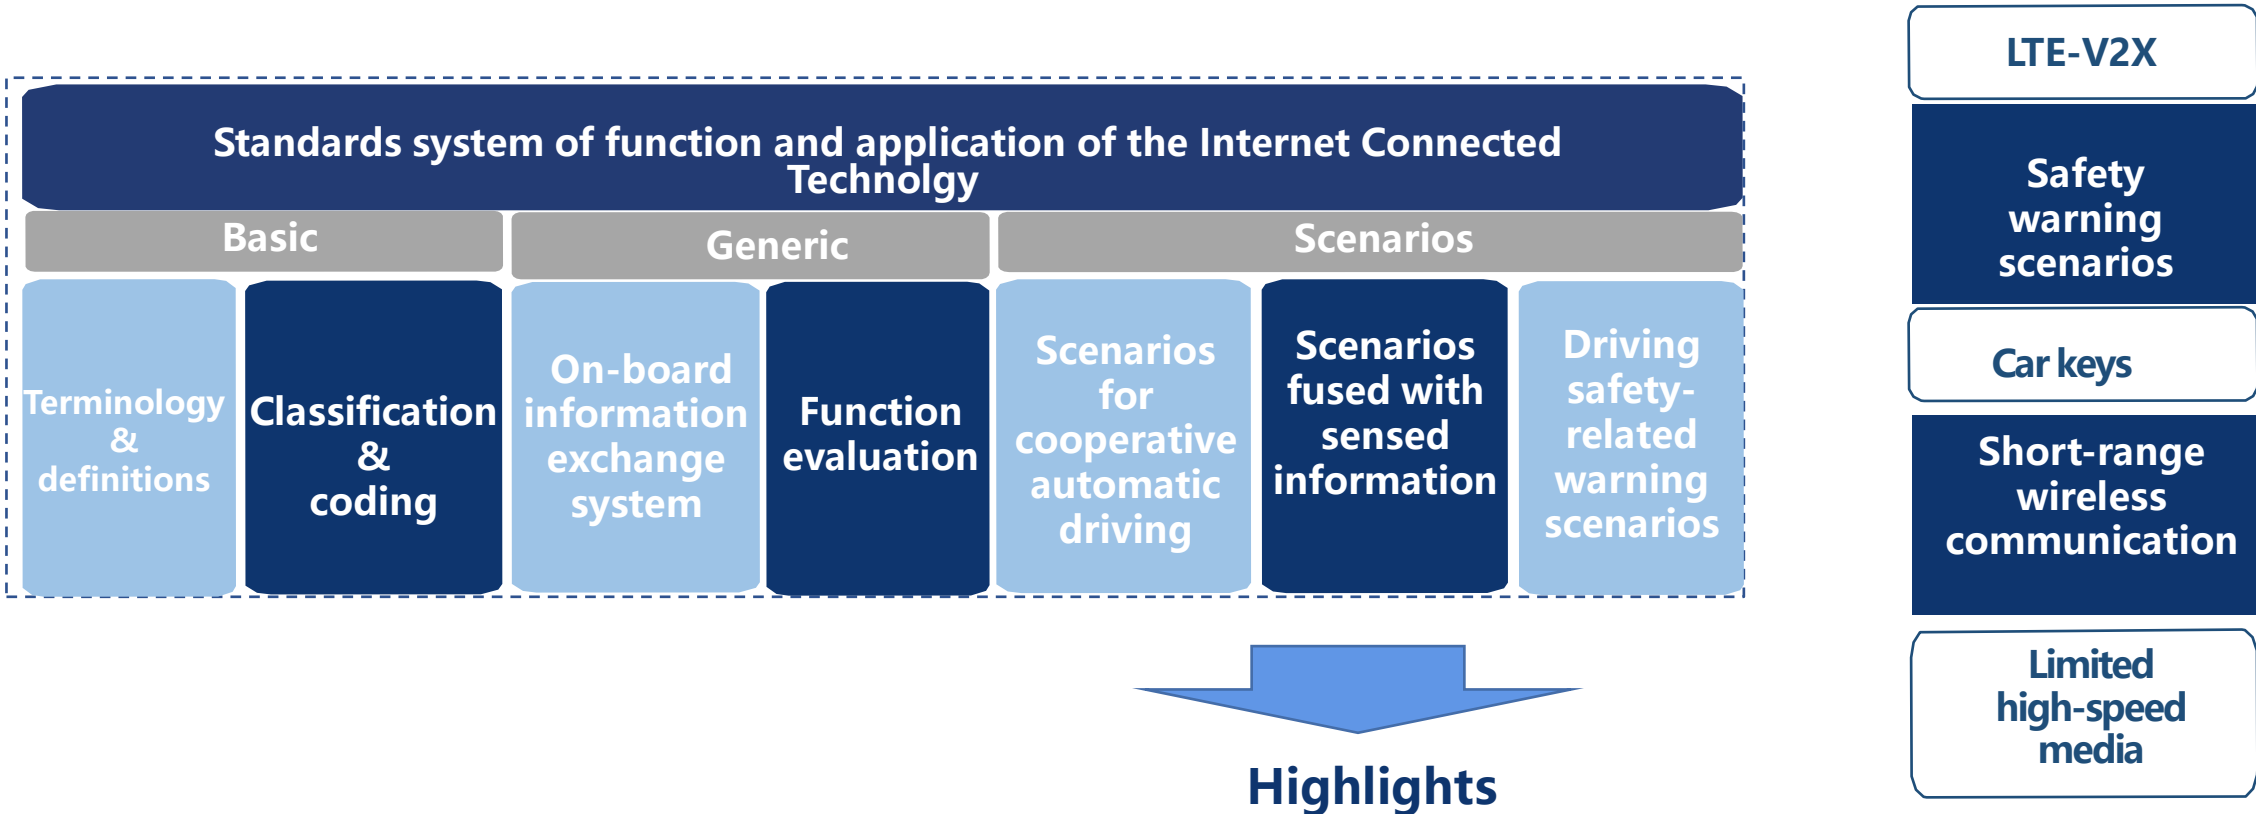 Standards system of function and application of the Internet Connected
Technolgy
Basic
Generic
Scenarios
Terminology
&
definitions
Classification
&
coding
On-board
information
exchange
system
Function
evaluation
Scenarios
for
cooperative
automatic
driving
Scenarios
fused with
sensed
information
Driving
safety-
related
warning
scenarios
Highlights
LTE-V2X
Safety
warning
scenarios
Car keys
Short-range
wireless
communication
Limited
high-speed
media